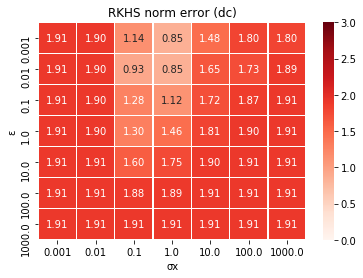 RKHS norm error (dc)
0.001 1.91 1.90 1.14 0.85 1.48 1.80 1.80
0.01 1.91 1.90 0.93 0.85 1.65 1.73 1.89
0.1 1.91 1.90 1.28 1.12 1.72 1.87 1.91
1.0 1.91 1.90 1.30 1.46 1.81 1.90 1.91
10.0 1.91 1.91 1.60 1.75 1.90 1.91 1.91
100.0 1.91 1.91 1.88 1.89 1.91 1.91 1.91
1000.0 1.91 1.91 1.91 1.91 1.91 1.91 1.91
0.001 0.01 0.1 1.0 10.0 100.0 1000.0
σx
ε
3.0
2.5
2.0
1.5
1.0
0.5
0.0